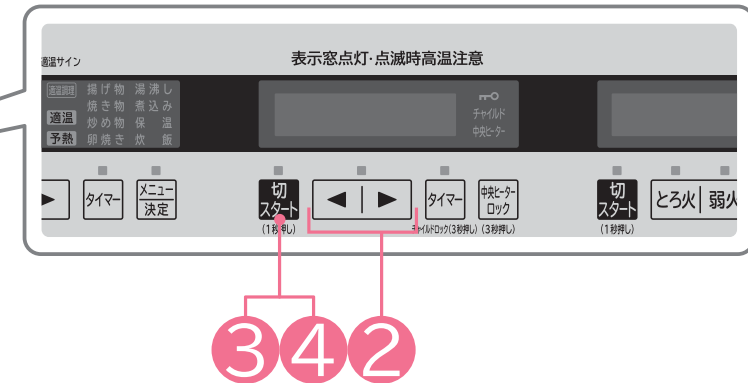 適温サイン
表示窓点灯・点滅時高温注意
適温調理 揚げ物 湯沸し
焼き物 煮込み
適温 炒め物 保温
予熱 卵焼き 炊飯
チャイルド
中央ヒーター
タイマー
メニュー
決定
切
スタート
(1秒押し)
◀ | ▶
タイマー
チャイルドロック(3秒押し)
中央ヒーター
ロック
(3秒押し)
切
スタート
(1秒押し)
とろ火 弱火
3 4 2